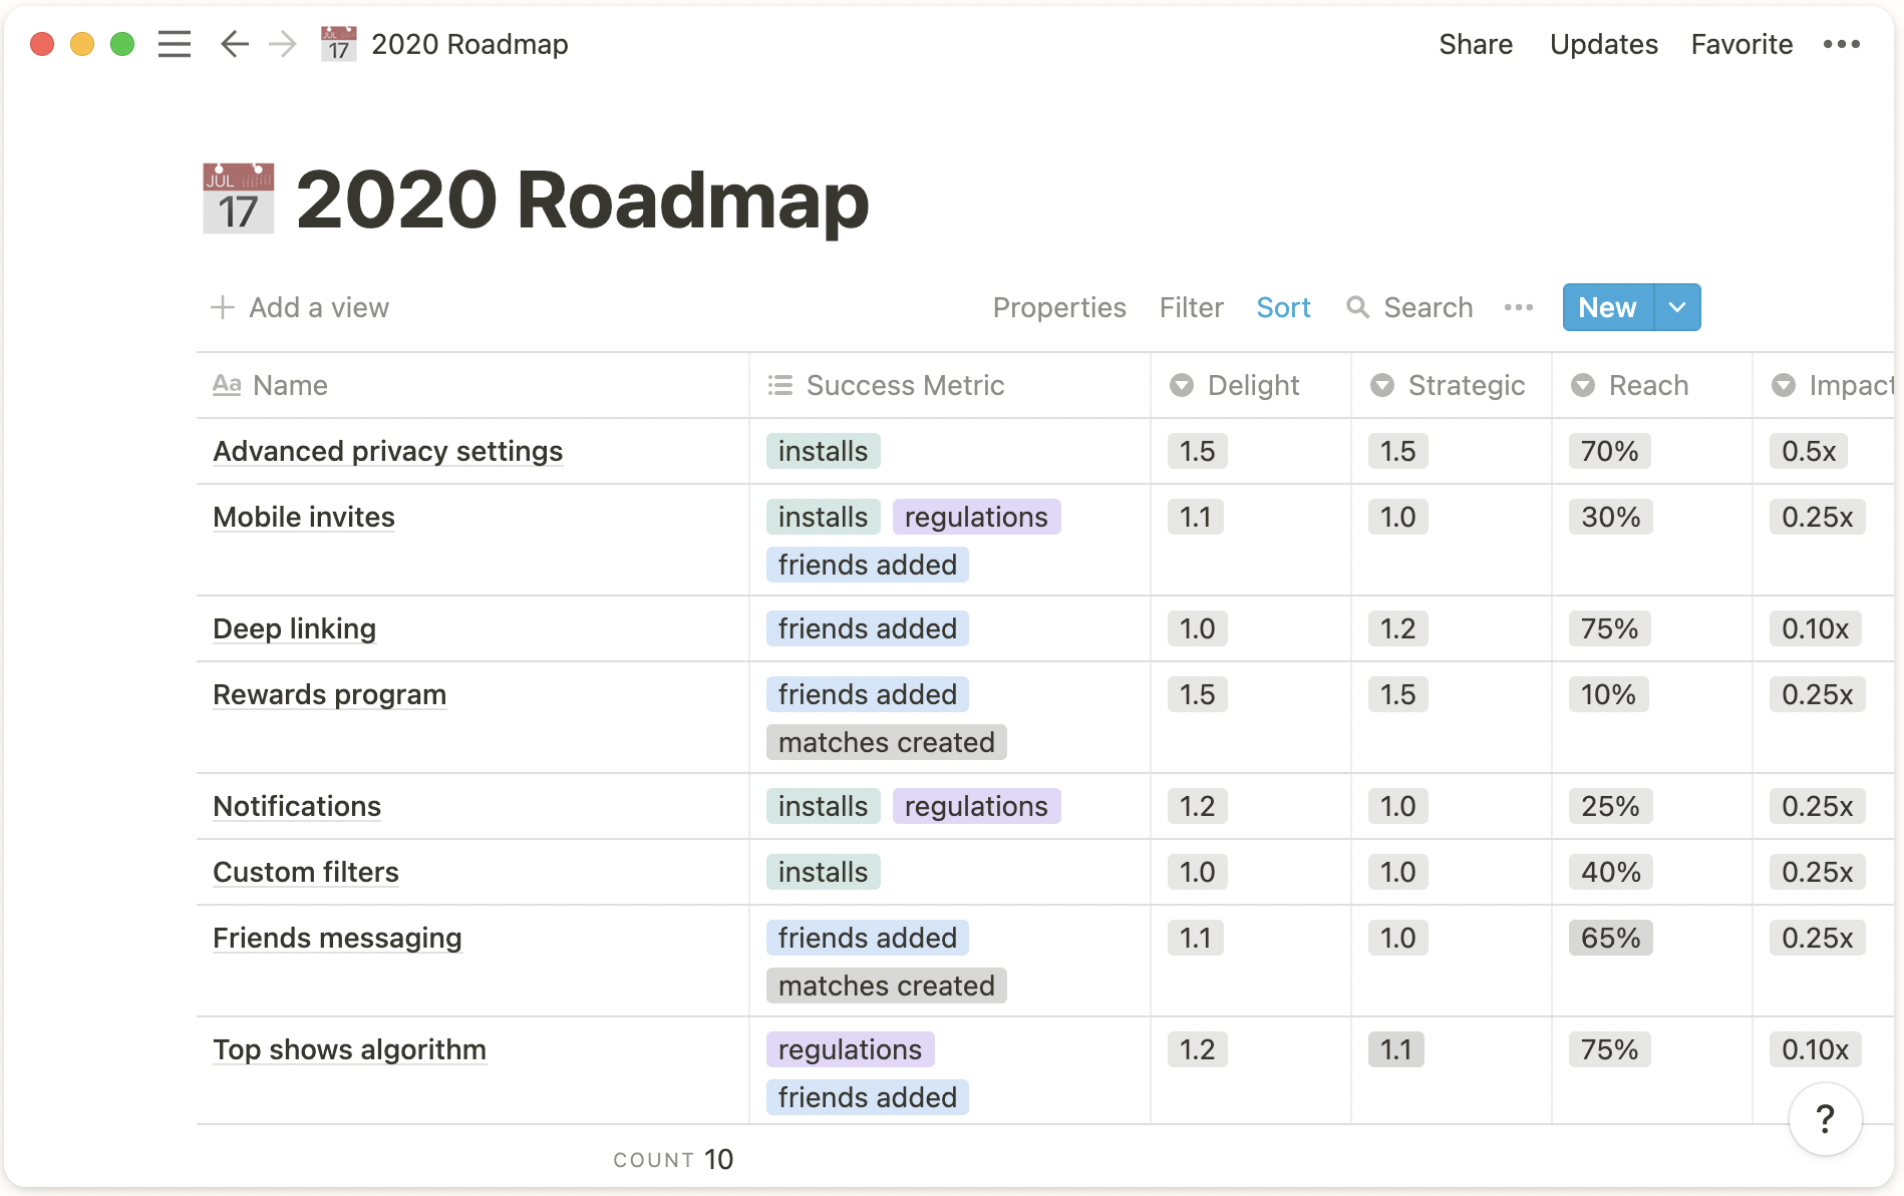 2020 Roadmap Share Updates Favorite
JUL 17 2020 Roadmap
Add a view Properties Filter Sort Search New
Aa Name Success Metric Delight Strategic Reach Impact
Advanced privacy settings installs 1.5 1.5 70% 0.5x
Mobile invites installs regulations 1.1 1.0 30% 0.25x
friends added
Deep linking friends added 1.0 1.2 75% 0.10x
Rewards program friends added 1.5 1.5 10% 0.25x
matches created
Notifications installs regulations 1.2 1.0 25% 0.25x
Custom filters installs 1.0 1.0 40% 0.25x
Friends messaging friends added 1.1 1.0 65% 0.25x
matches created
Top shows algorithm regulations 1.2 1.1 75% 0.10x
friends added
?
COUNT 10